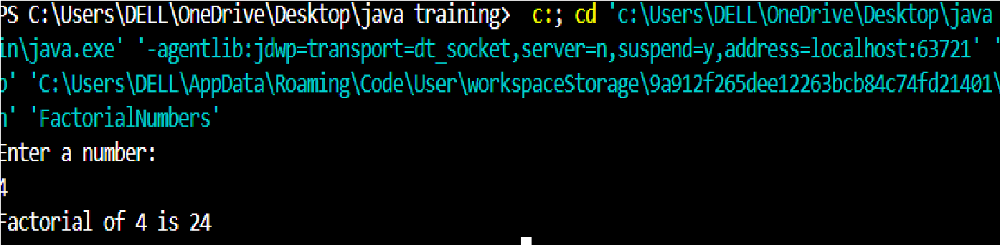 PS C:\Users\DELL\OneDrive\Desktop\java training>  c:; cd 'c:\Users\DELL\OneDrive\Desktop\java
in\java.exe' '-agentlib:jdwp=transport=dt_socket,server=n,suspend=y,address=localhost:63721' '
p' 'C:\Users\DELL\AppData\Roaming\Code\User\workspaceStorage\9a912f265dee12263bcb84c74fd21401\
n' 'FactorialNumbers'
Enter a number:
4
Factorial of 4 is 24